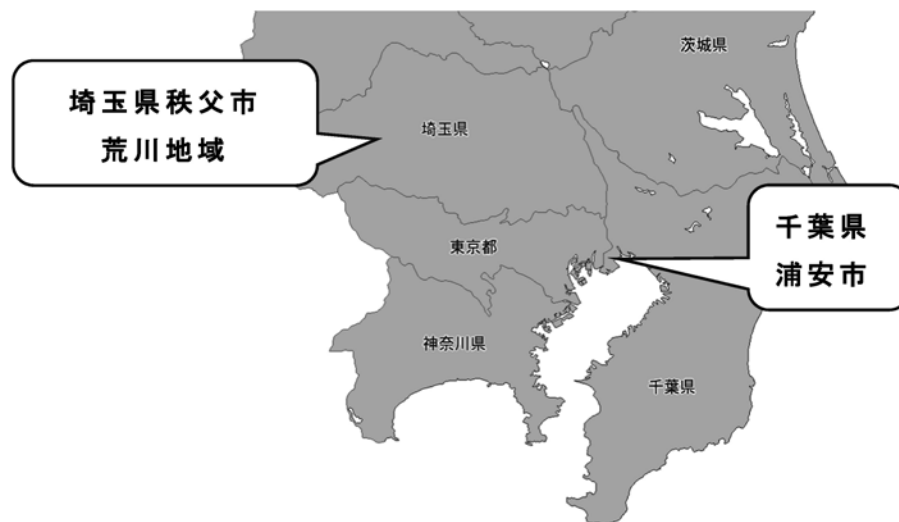 茨城県
埼玉県秩父市
荒川地域
埼玉県
千葉県
浦安市
東京都
神奈川県
千葉県